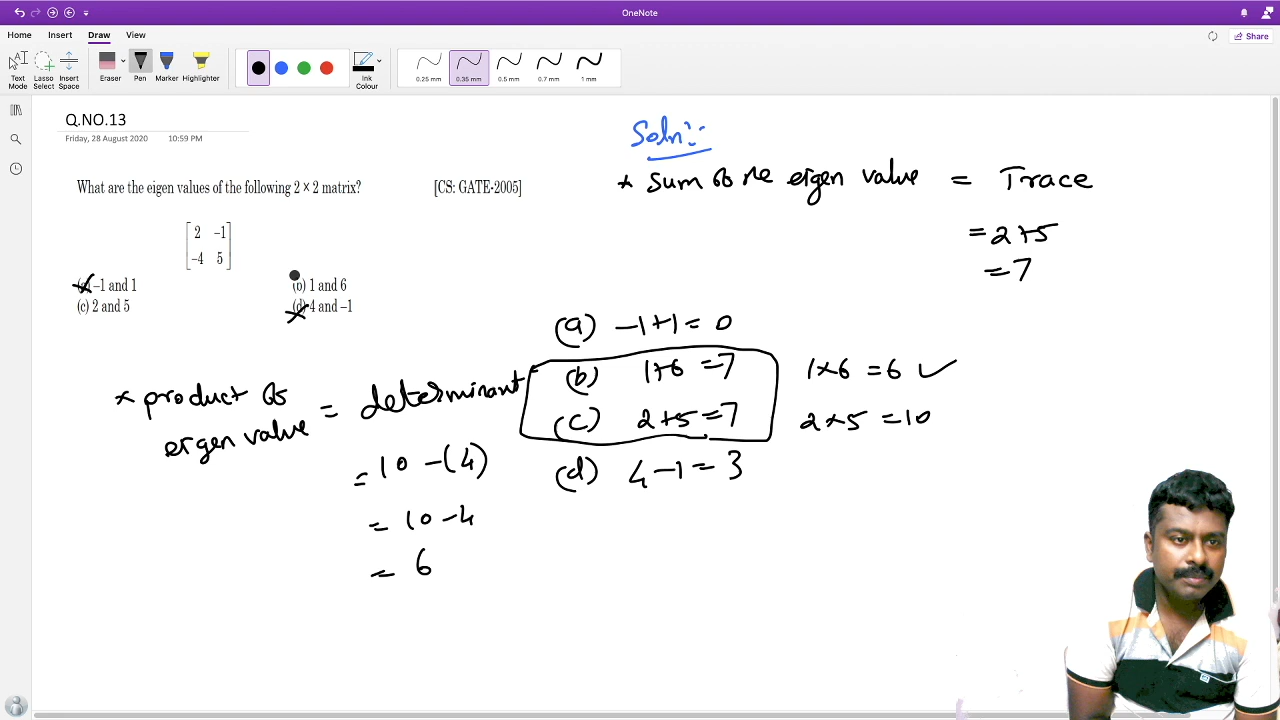 OneNote
Home Insert Draw View
Share
Text Mode
Lasso Select
Insert Space
Eraser
Pen
Marker
Highlighter
Ink Colour
0.25 mm
0.35 mm
0.5 mm
0.7 mm
1 mm
Q.NO.13
Friday, 28 August 2020 10:59 PM
What are the eigen values of the following 2 × 2 matrix? [CS: GATE-2005]
2 –1
–4 5
(a) –1 and 1 (b) 1 and 6
(c) 2 and 5 (d) 4 and –1
Soln:-
* Sum of the eigen value = Trace
= 2+5
= 7
(a) -1+1 = 0
(b) 1+6 = 7 1×6 = 6 ✓
(c) 2+5 = 7 2×5 = 10
(d) 4-1 = 3
* product of eigen value = determinant
= 10 -(4)
= 10 - 4
= 6